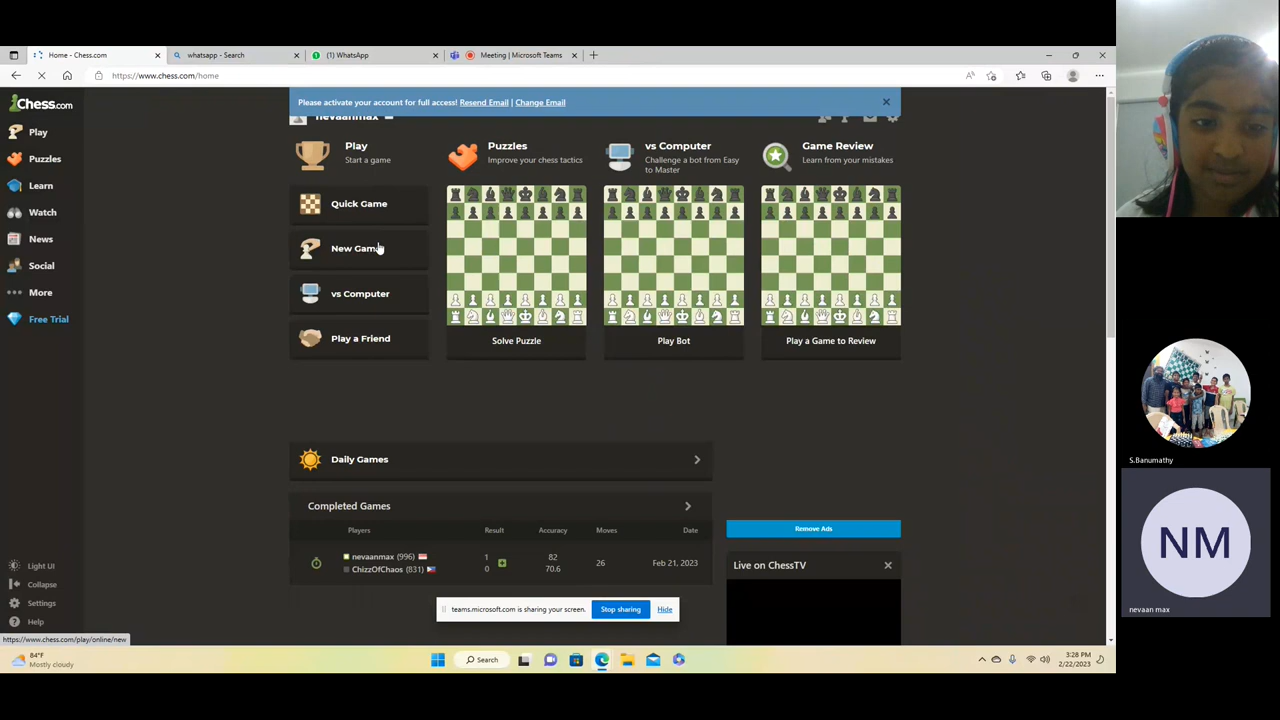 Home - Chess.com
whatsapp - Search
(1) WhatsApp
Meeting | Microsoft Teams
https://www.chess.com/home
Chess.com
Please activate your account for full access! Resend Email | Change Email
nevaanmax
Play
Puzzles
Learn
Watch
News
Social
More
Free Trial
Play
Start a game
Puzzles
Improve your chess tactics
vs Computer
Challenge a bot from Easy
to Master
Game Review
Learn from your mistakes
Quick Game
New Game
vs Computer
Play a Friend
Solve Puzzle
Play Bot
Play a Game to Review
Daily Games
Completed Games
Players
Result
Accuracy
Moves
Date
nevaanmax (996)
1
82
26
Feb 21, 2023
ChizzOfChaos (831)
0
70.6
Remove Ads
Live on ChessTV
Light UI
Collapse
Settings
Help
teams.microsoft.com is sharing your screen.
Stop sharing
Hide
https://www.chess.com/play/online/new
84°F
Mostly cloudy
Search
3:28 PM
2/22/2023
S.Banumathy
NM
nevaan max